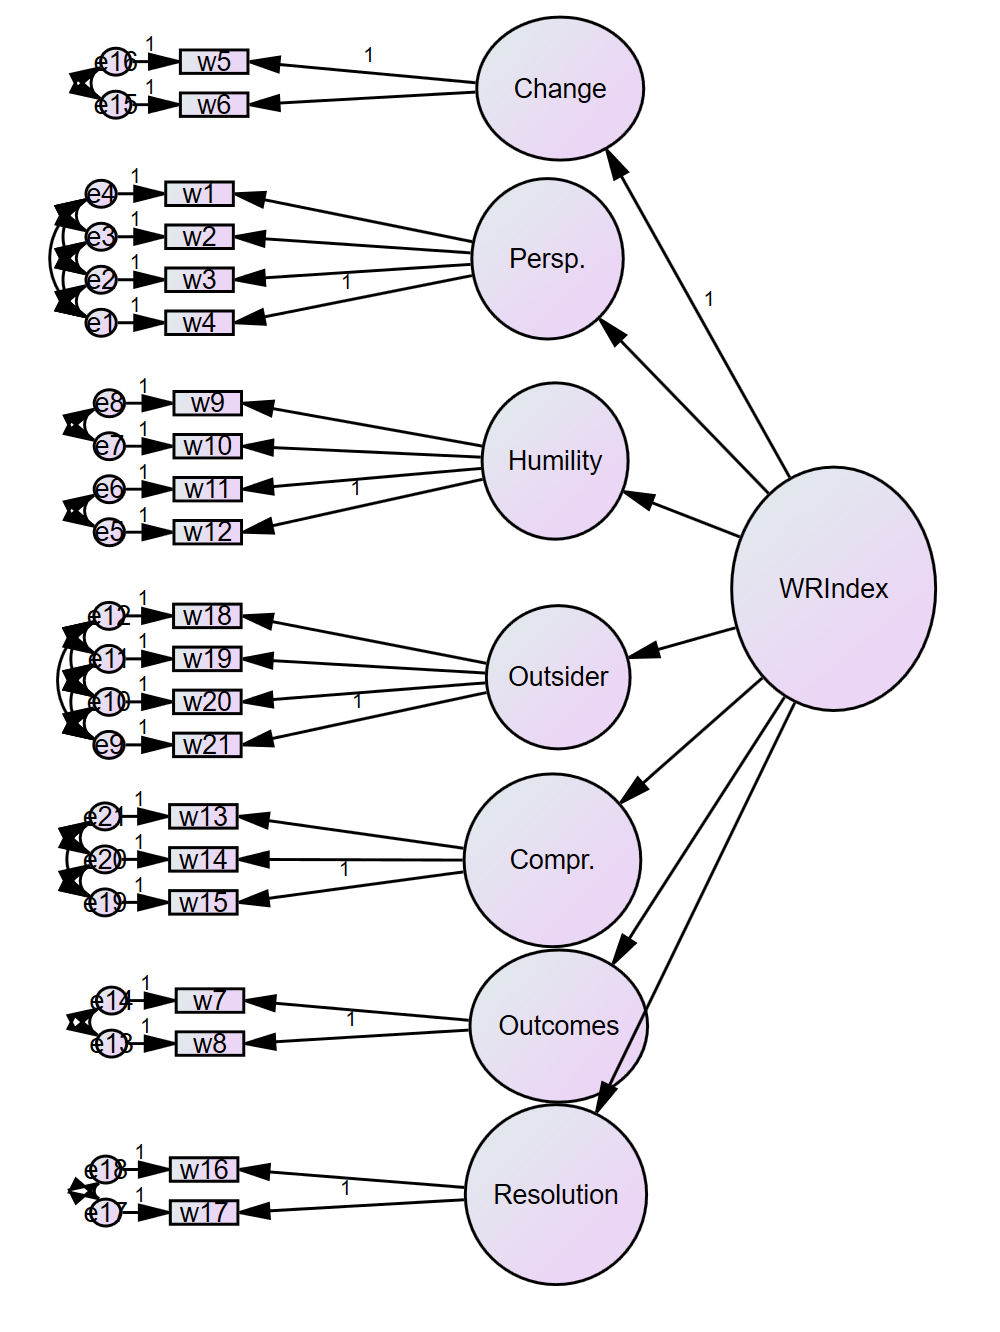 e16 1 w5 1 Change
e15 1 w6
e4 1 w1
e3 1 w2 Persp.
e2 1 w3 1
e1 1 w4
1
e8 1 w9
e7 1 w10 Humility
e6 1 w11 1
e5 1 w12
WRIndex
e12 1 w18
e11 1 w19 Outsider
e10 1 w20 1
e9 1 w21
e21 1 w13
e20 1 w14 1 Compr.
e19 1 w15
e14 1 w7 1 Outcomes
e13 1 w8
e18 1 w16 1 Resolution
e17 1 w17